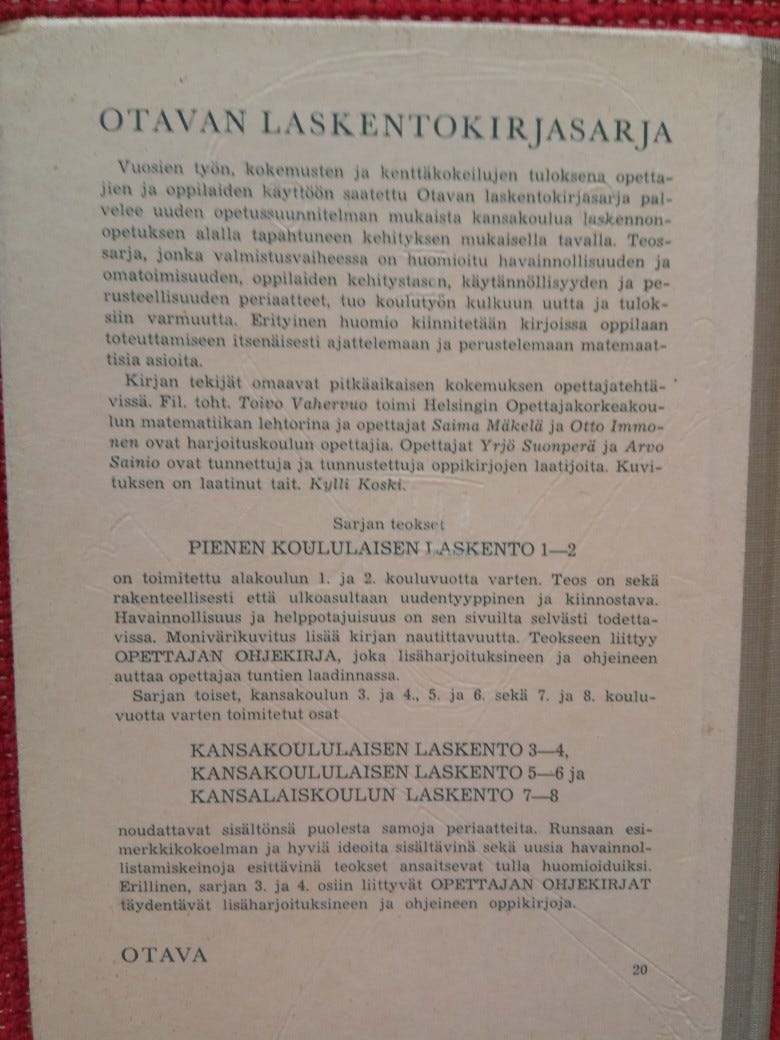 OTAVAN LASKENTOKIRJASARJA
Vuosien työn, kokemusten ja kenttäkokeilujen tuloksena opetta-
jien ja oppilaiden käyttöön saatettu Otavan laskentokirjasarja pal-
velee uuden opetussuunnitelman mukaista kansakoulua laskennon-
opetuksen alalla tapahtuneen kehityksen mukaisella tavalla. Teos-
sarja, jonka valmistusvaiheessa on huomioitu havainnollisuuden ja
omatoimisuuden, oppilaiden kehitystason, käytännöllisyyden ja pe-
rusteellisuuden periaatteet, tuo koulutyön kulkuun uutta ja tulok-
siin varmuutta. Erityinen huomio kiinnitetään kirjoissa oppilaan
toteuttamiseen itsenäisesti ajattelemaan ja perustelemaan matemaat-
tisia asioita.
Kirjan tekijät omaavat pitkäaikaisen kokemuksen opettajatehtä-
vissä. Fil. toht. Toivo Vahervuo toimi Helsingin Opettajakorkeakou-
lun matematiikan lehtorina ja opettajat Saima Mäkelä ja Otto Immo-
nen ovat harjoituskoulun opettajia. Opettajat Yrjö Suonperä ja Arvo
Sainio ovat tunnettuja ja tunnustettuja oppikirjojen laatijoita. Kuvi-
tuksen on laatinut tait. Kylli Koski.
Sarjan teokset
PIENEN KOULULAISEN LASKENTO 1—2
on toimitettu alakoulun 1. ja 2. kouluvuotta varten. Teos on sekä
rakenteellisesti että ulkoasultaan uudentyyppinen ja kiinnostava.
Havainnollisuus ja helppotajuisuus on sen sivuilta selvästi todetta-
vissa. Monivärikuvitus lisää kirjan nautittavuutta. Teokseen liittyy
OPETTAJAN OHJEKIRJA, joka lisäharjoituksineen ja ohjeineen
auttaa opettajaa tuntien laadinnassa.
Sarjan toiset, kansakoulun 3. ja 4., 5. ja 6. sekä 7. ja 8. koulu-
vuotta varten toimitetut osat
KANSAKOULULAISEN LASKENTO 3—4,
KANSAKOULULAISEN LASKENTO 5—6 ja
KANSALAISKOULUN LASKENTO 7—8
noudattavat sisältönsä puolesta samoja periaatteita. Runsaan esi-
merkkikokoelman ja hyviä ideoita sisältävinä sekä uusia havainnol-
listamiskeinoja esittävinä teokset ansaitsevat tulla huomioiduiksi.
Erillinen, sarjan 3. ja 4. osiin liittyvät OPETTAJAN OHJEKIRJAT
täydentävät lisäharjoituksineen ja ohjeineen oppikirjoja.
OTAVA
20